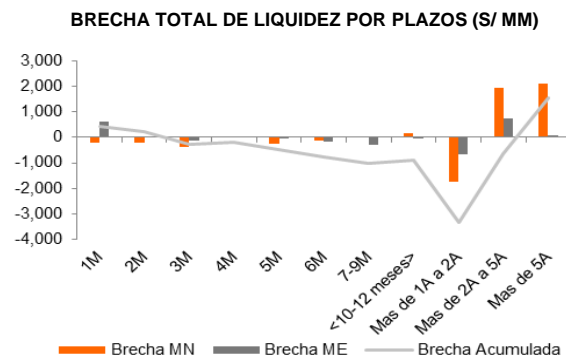 BRECHA TOTAL DE LIQUIDEZ POR PLAZOS (S/ MM)
3,000
2,000
1,000
0
-1,000
-2,000
-3,000
-4,000
1M
2M
3M
4M
5M
6M
7-9M
<10-12 meses>
Mas de 1A a 2A
Mas de 2A a 5A
Mas de 5A
Brecha MN
Brecha ME
Brecha Acumulada